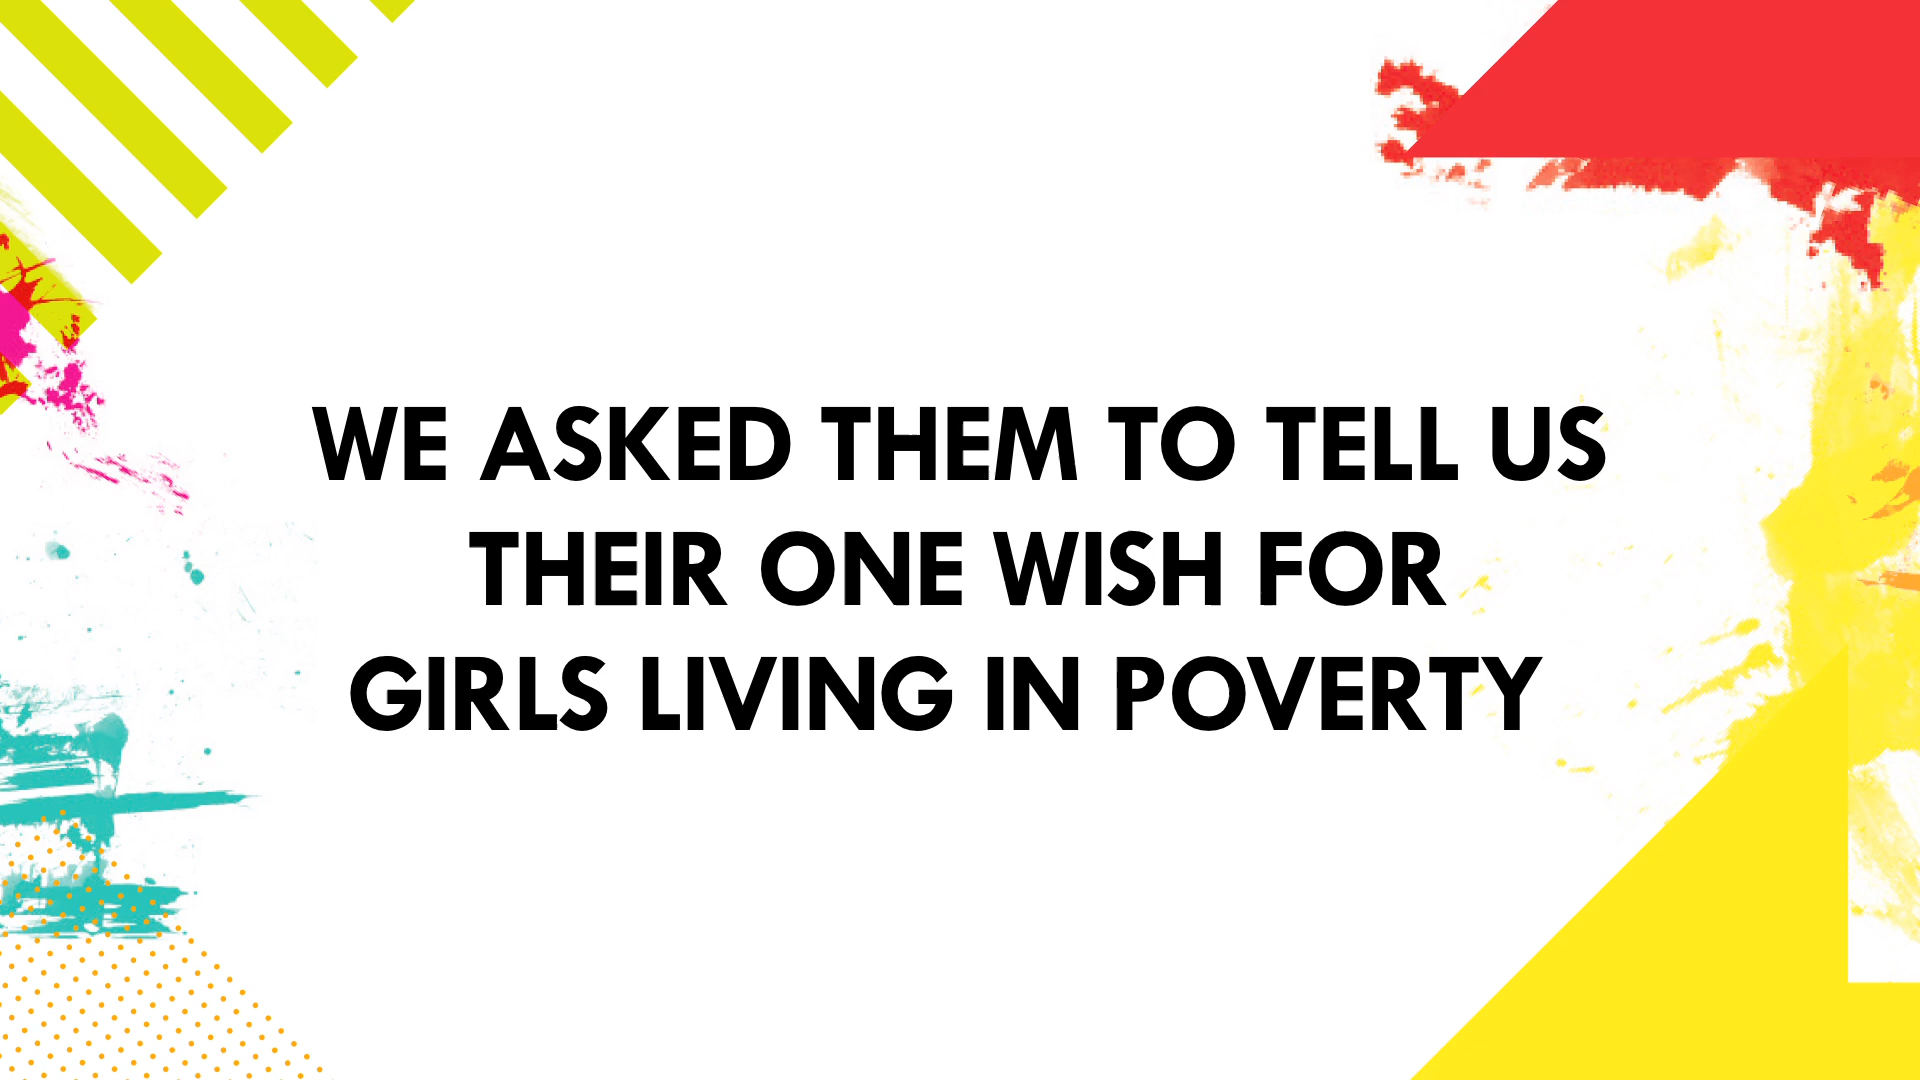 WE ASKED THEM TO TELL US
THEIR ONE WISH FOR
GIRLS LIVING IN POVERTY